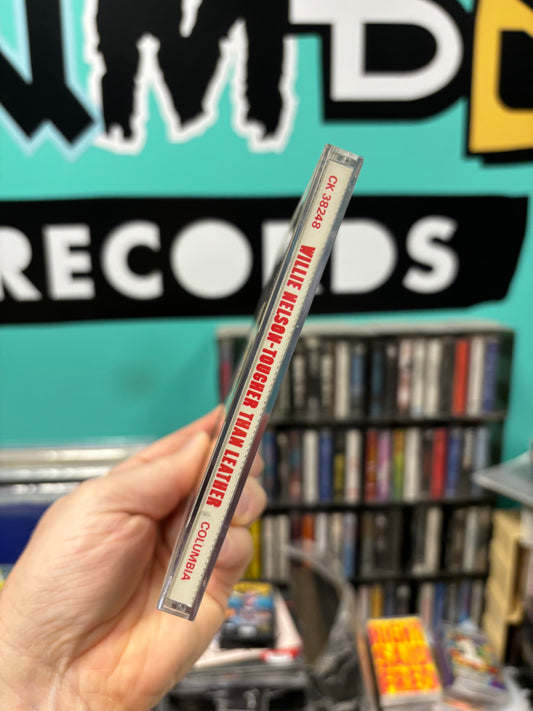 RECORDS
CK 38248
WILLIE NELSON-TOUGHER THAN LEATHER
COLUMBIA